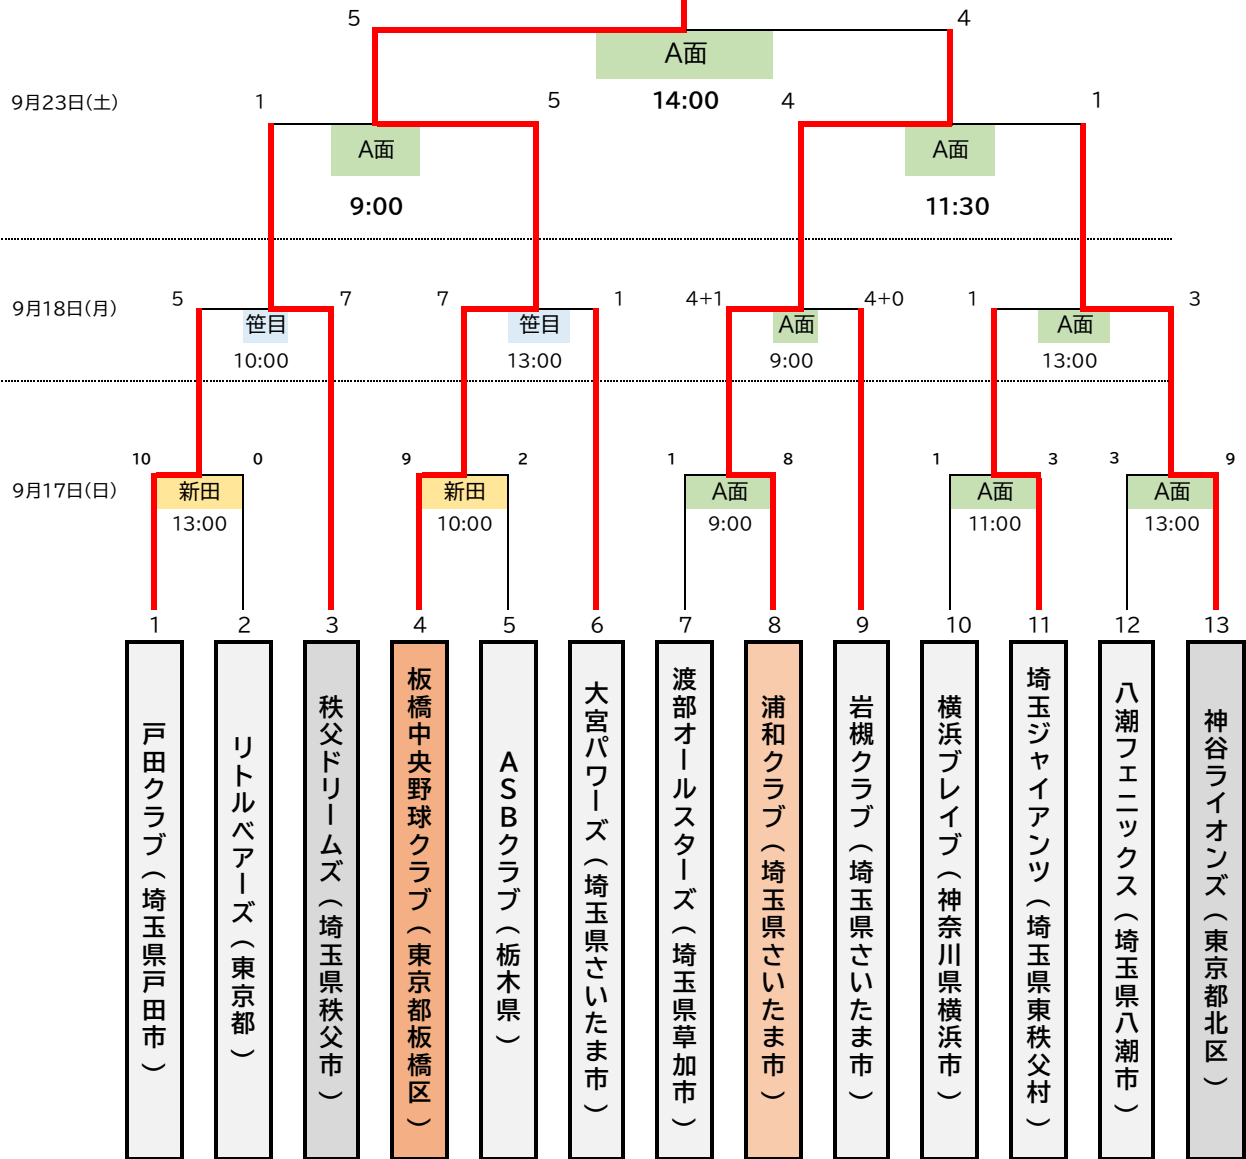 5 4
A面
14:00
9月23日(土) 1 5 4 1
A面 A面
9:00 11:30
9月18日(月) 5 7 7 1 4+1 4+0 1 3
笹目 笹目 A面 A面
10:00 13:00 9:00 13:00
9月17日(日) 10 0 9 2 1 8 1 3 3 9
新田 新田 A面 A面 A面
13:00 10:00 9:00 11:00 13:00
1 2 3 4 5 6 7 8 9 10 11 12 13
戸田クラブ(埼玉県戸田市)
リトルベアーズ(東京都)
秩父ドリームズ(埼玉県秩父市)
板橋中央野球クラブ(東京都板橋区)
ASBクラブ(栃木県)
大宮パワーズ(埼玉県さいたま市)
渡部オールスターズ(埼玉県草加市)
浦和クラブ(埼玉県さいたま市)
岩槻クラブ(埼玉県さいたま市)
横浜ブレイブ(神奈川県横浜市)
埼玉ジャイアンツ(埼玉県東秩父村)
八潮フェニックス(埼玉県八潮市)
神谷ライオンズ(東京都北区)